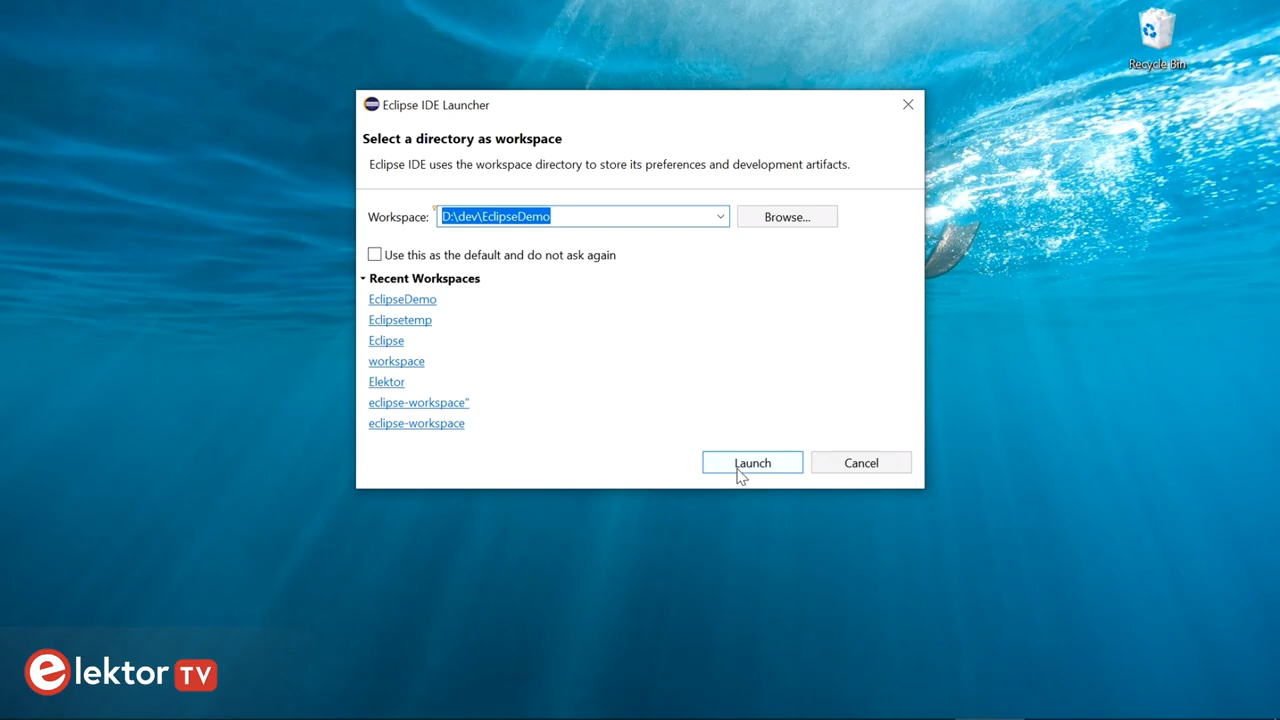 Recycle Bin
Eclipse IDE Launcher
Select a directory as workspace
Eclipse IDE uses the workspace directory to store its preferences and development artifacts.
Workspace: D:\dev\EclipseDemo Browse...
Use this as the default and do not ask again
Recent Workspaces
EclipseDemo
Eclipsetemp
Eclipse
workspace
Elektor
eclipse-workspace"
eclipse-workspace
Launch Cancel
elektor TV